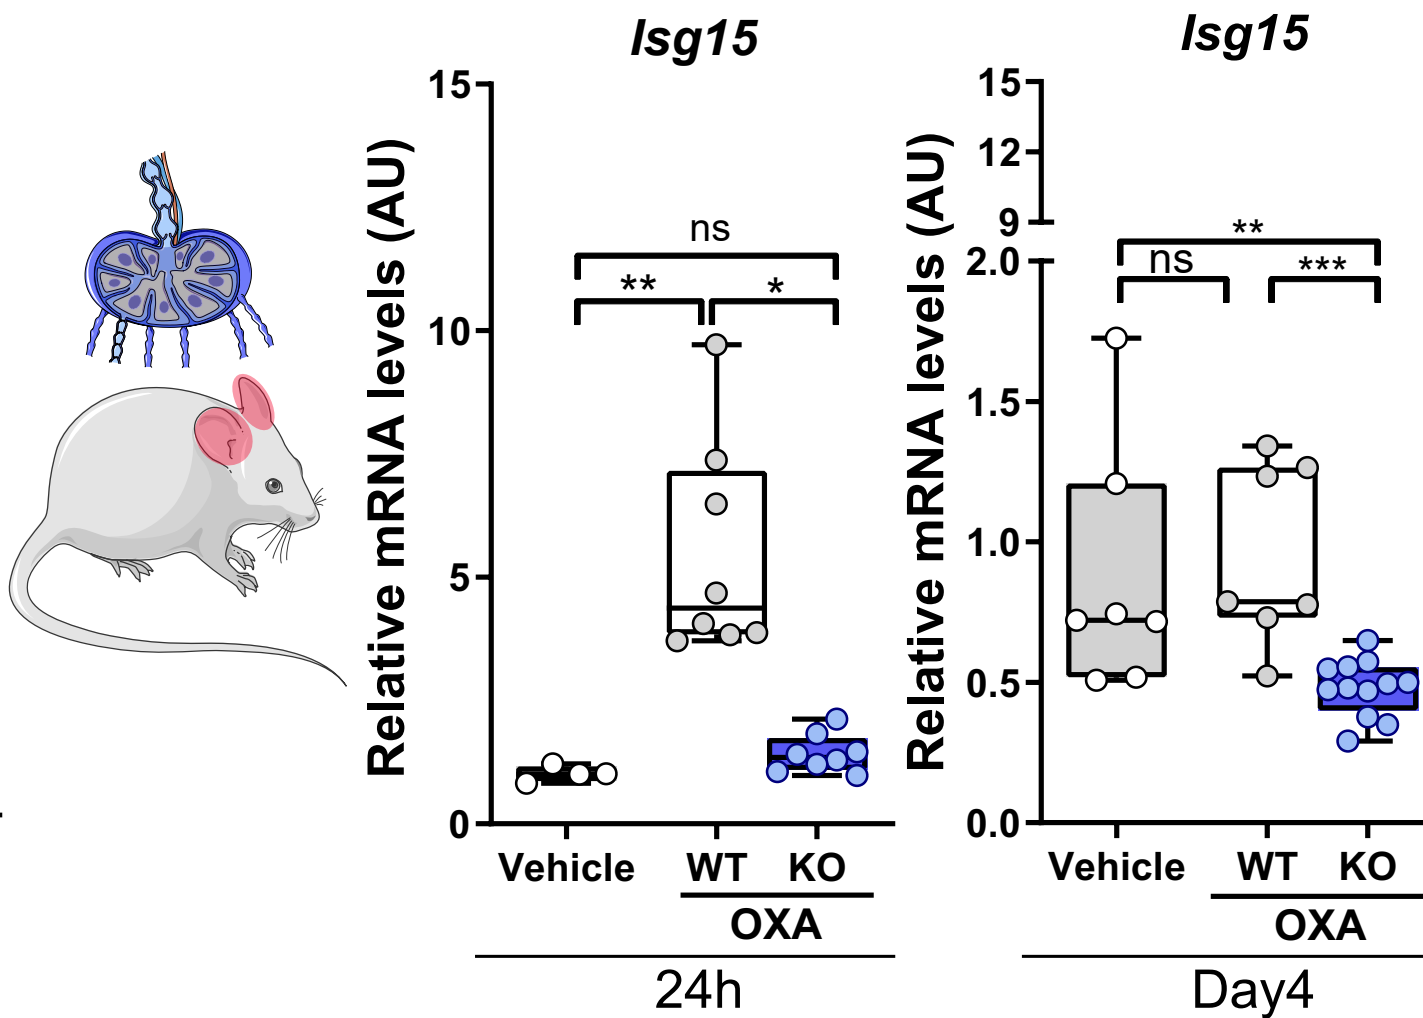 Isg15
Relative mRNA levels (AU)
15
10
5
0
ns
** *
Vehicle WT KO
OXA
24h
Isg15
Relative mRNA levels (AU)
15
12
9
2.0
1.5
1.0
0.5
0.0
**
ns ***
Vehicle WT KO
OXA
Day4